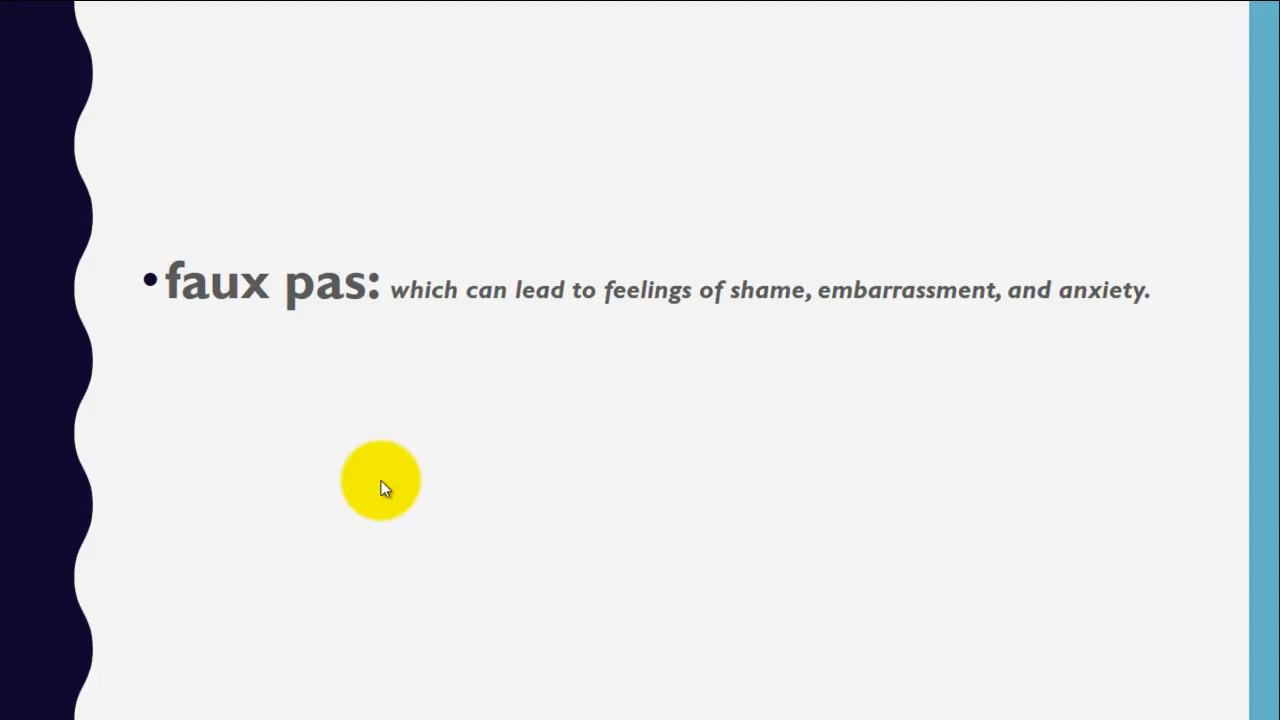 •faux pas: which can lead to feelings of shame, embarrassment, and anxiety.